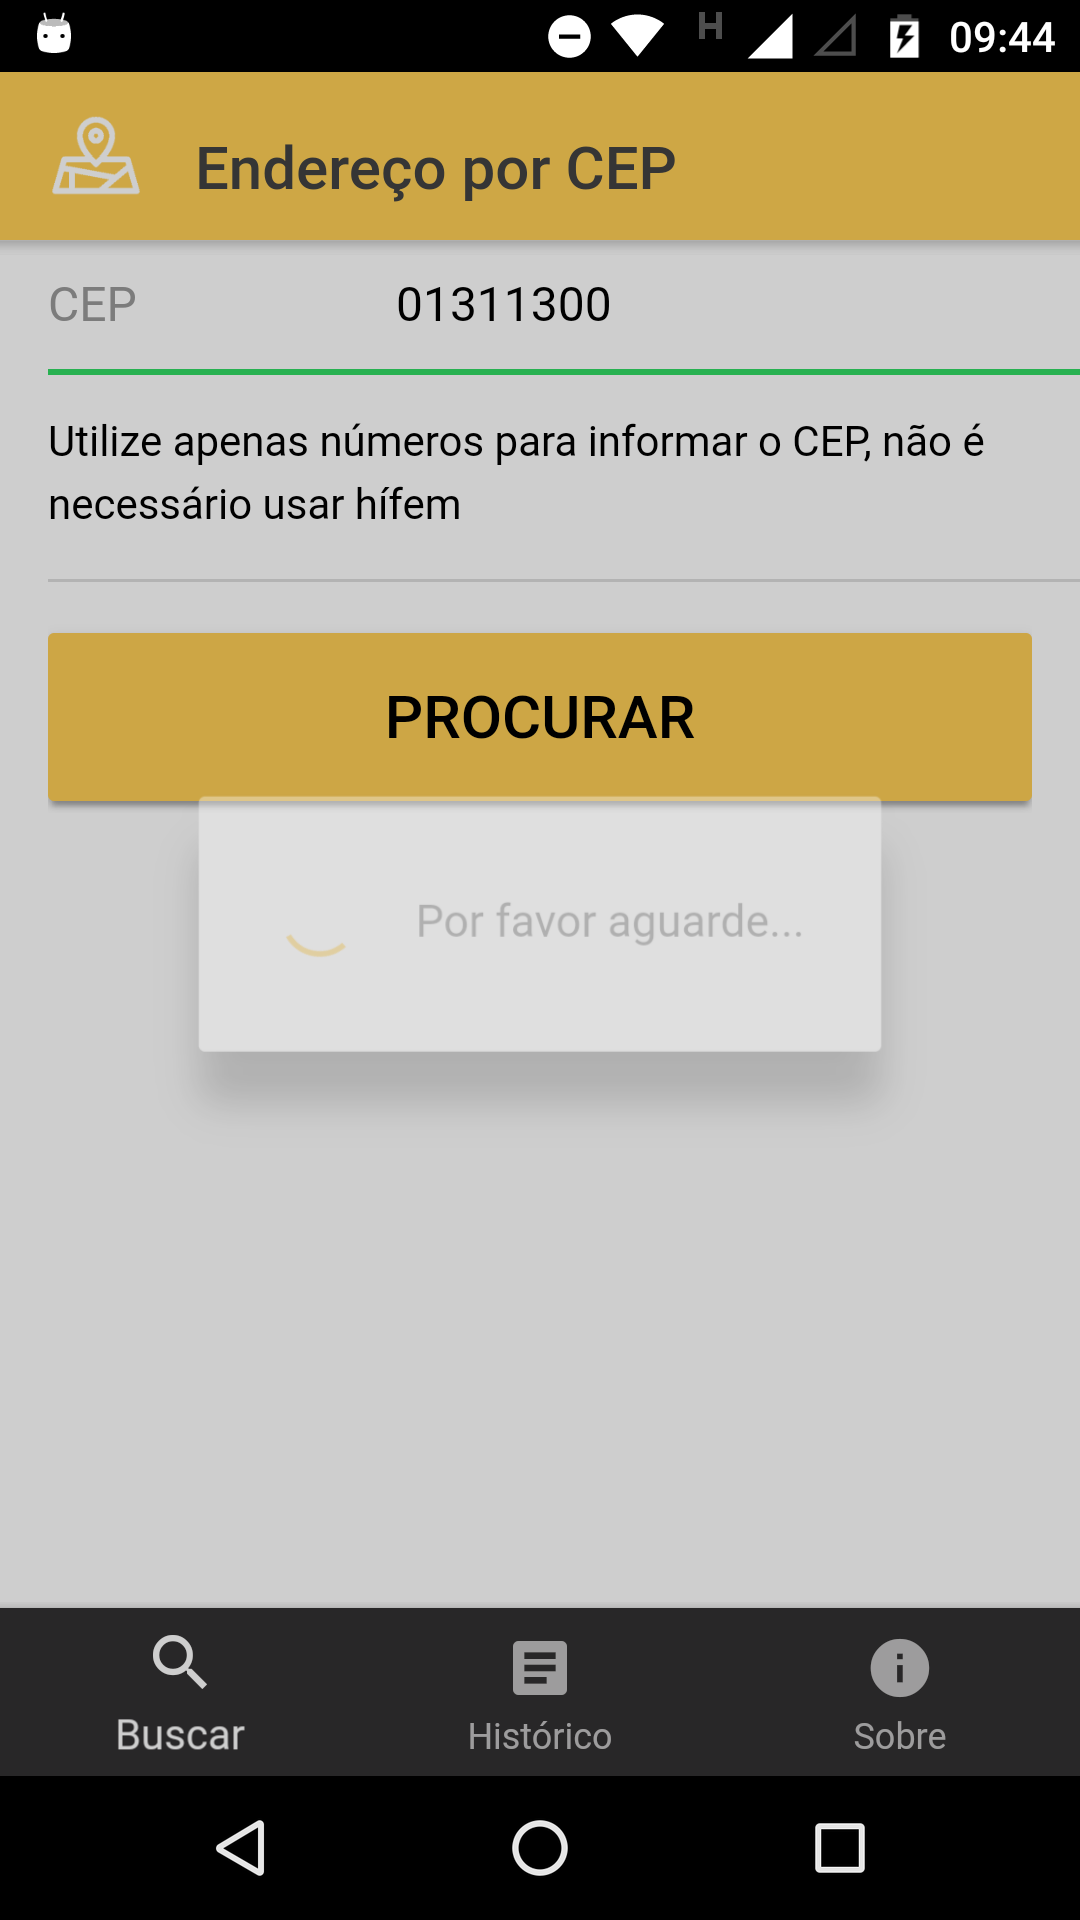 H 09:44
Endereço por CEP
CEP 01311300
Utilize apenas números para informar o CEP, não é
necessário usar hífem
PROCURAR
Por favor aguarde...
Buscar Histórico Sobre